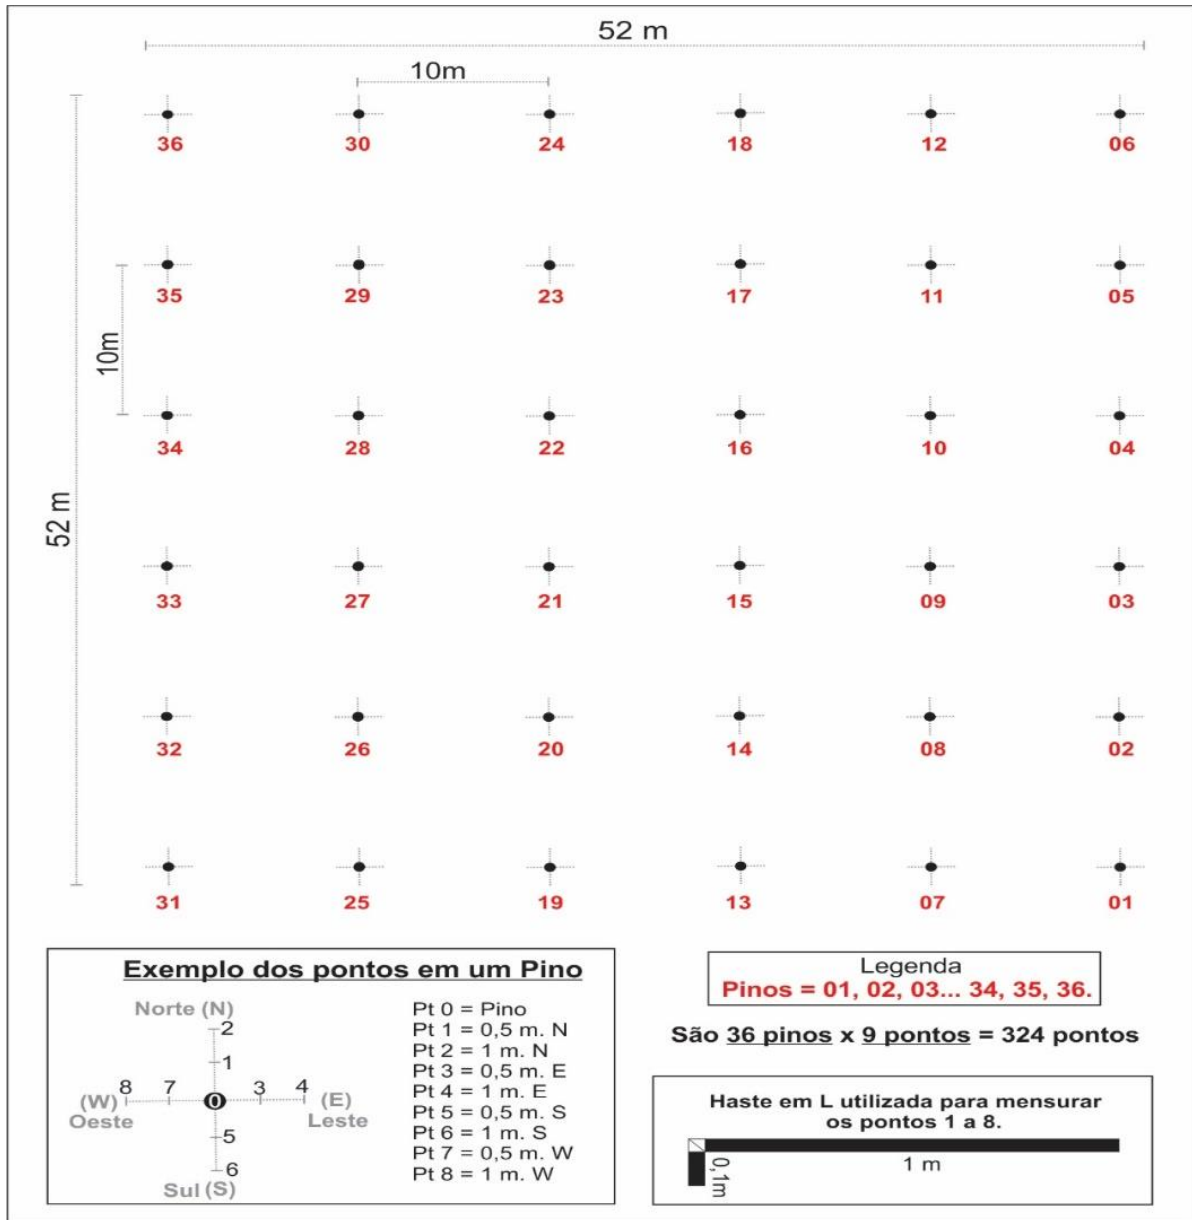 52 m
10m
36 30 24 18 12 06
35 29 23 17 11 05
10m
34 28 22 16 10 04
52 m
33 27 21 15 09 03
32 26 20 14 08 02
31 25 19 13 07 01
Exemplo dos pontos em um Pino
Norte (N)
2
1
8 7 0 3 4
(W) (E)
Oeste Leste
5
6
Sul (S)
Pt 0 = Pino
Pt 1 = 0,5 m. N
Pt 2 = 1 m. N
Pt 3 = 0,5 m. E
Pt 4 = 1 m. E
Pt 5 = 0,5 m. S
Pt 6 = 1 m. S
Pt 7 = 0,5 m. W
Pt 8 = 1 m. W
Legenda
Pinos = 01, 02, 03... 34, 35, 36.
São 36 pinos x 9 pontos = 324 pontos
Haste em L utilizada para mensurar
os pontos 1 a 8.
0,1m
1 m